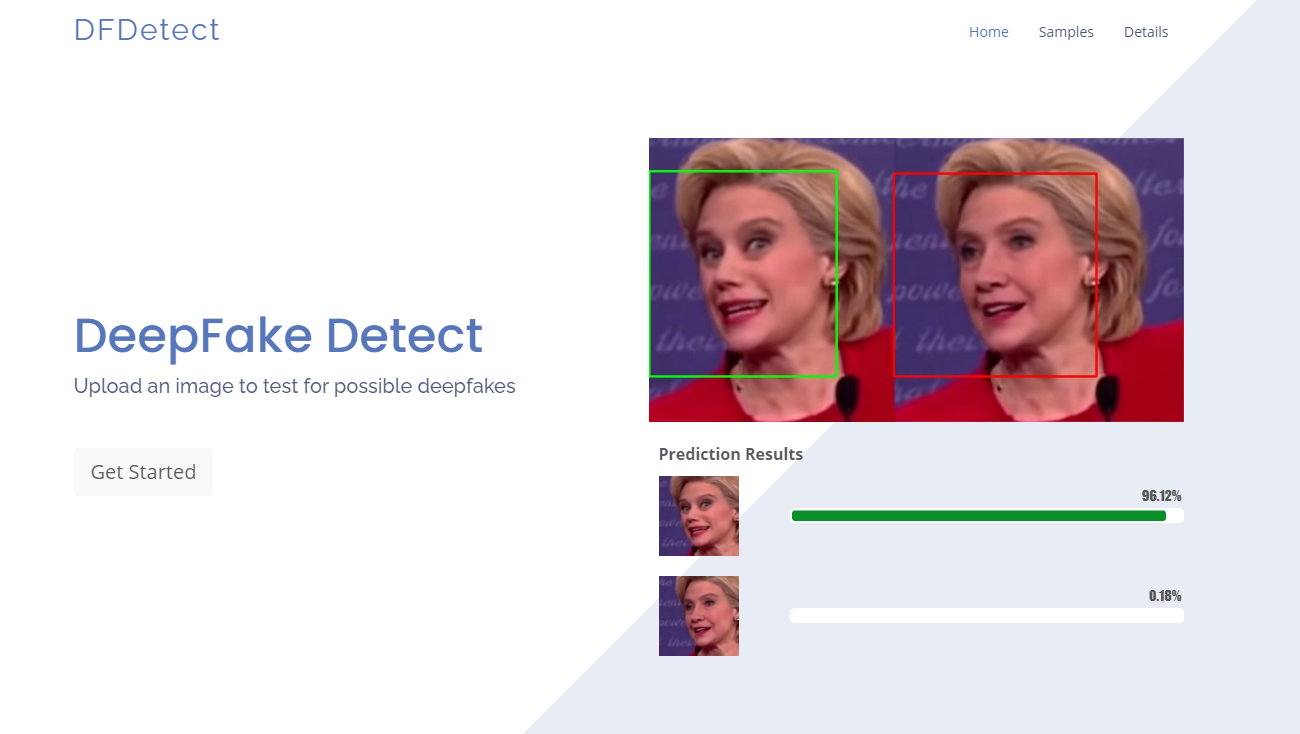 DFDetect
Home Samples Details
DeepFake Detect
Upload an image to test for possible deepfakes
Get Started
Prediction Results
96.12%
0.18%